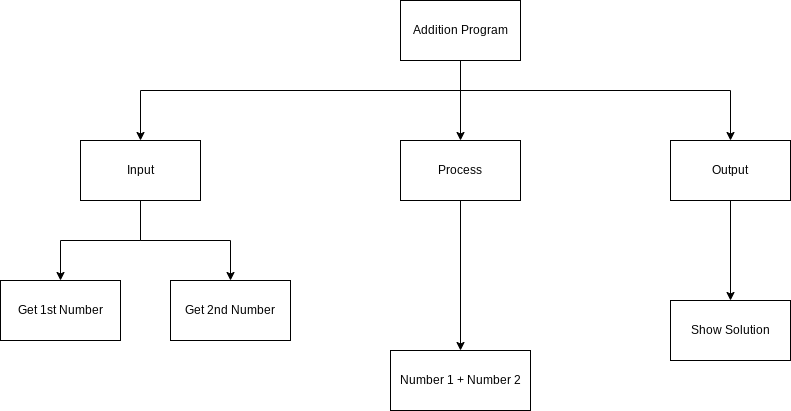 Addition Program
Input
Process
Output
Get 1st Number
Get 2nd Number
Show Solution
Number 1 + Number 2